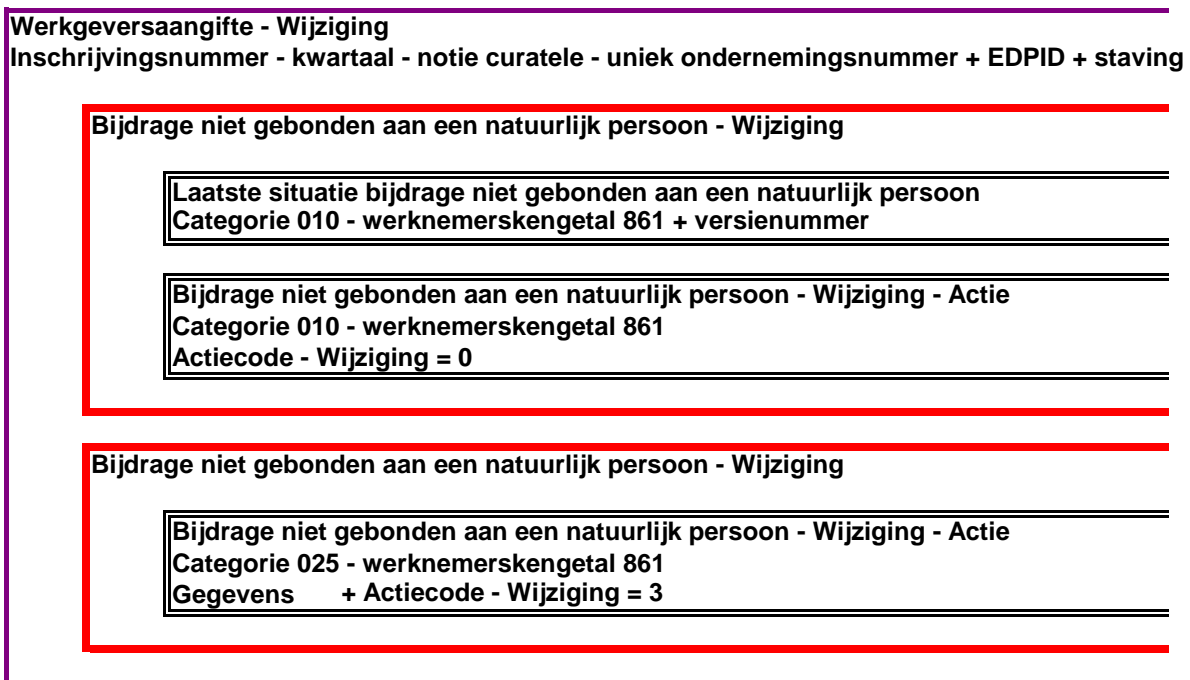 Werkgeversaangifte - Wijziging
Inschrijvingsnummer - kwartaal - notie curatele - uniek ondernemingsnummer + EDPID + staving
Bijdrage niet gebonden aan een natuurlijk persoon - Wijziging
Laatste situatie bijdrage niet gebonden aan een natuurlijk persoon
Categorie 010 - werknemerskengetal 861 + versienummer
Bijdrage niet gebonden aan een natuurlijk persoon - Wijziging - Actie
Categorie 010 - werknemerskengetal 861
Actiecode - Wijziging = 0
Bijdrage niet gebonden aan een natuurlijk persoon - Wijziging
Bijdrage niet gebonden aan een natuurlijk persoon - Wijziging - Actie
Categorie 025 - werknemerskengetal 861
Gegevens + Actiecode - Wijziging = 3